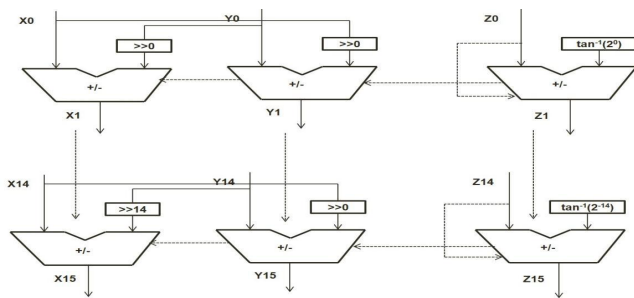 X0 Y0 Z0
>>0 >>0 tan⁻¹(2⁰)
+/- +/- +/-
X1 Y1 Z1
X14 Y14 Z14
>>14 >>0 tan⁻¹(2⁻¹⁴)
+/- +/- +/-
X15 Y15 Z15